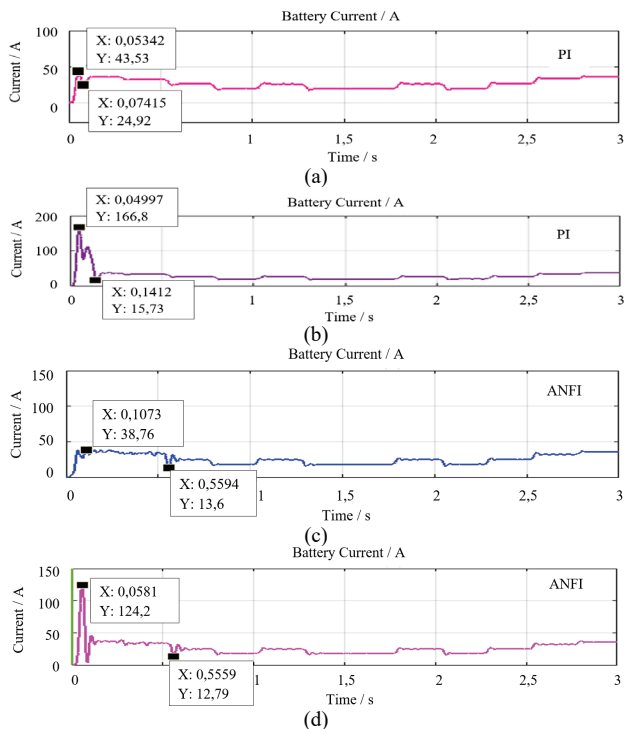 Battery Current / A
Current / A
100
50
0
X: 0,05342
Y: 43,53
X: 0,07415
Y: 24,92
PI
0
1
1,5
2
2,5
3
Time / s
(a)
Battery Current / A
Current / A
200
100
0
X: 0,04997
Y: 166,8
X: 0,1412
Y: 15,73
PI
0
1
1,5
2
2,5
3
Time / s
(b)
Battery Current / A
Current / A
150
100
50
0
X: 0,1073
Y: 38,76
X: 0,5594
Y: 13,6
ANFI
0
1
1,5
2
2,5
3
Time / s
(c)
Battery Current / A
Current / A
150
100
50
0
X: 0,0581
Y: 124,2
X: 0,5559
Y: 12,79
ANFI
0
1
1,5
2
2,5
3
Time / s
(d)